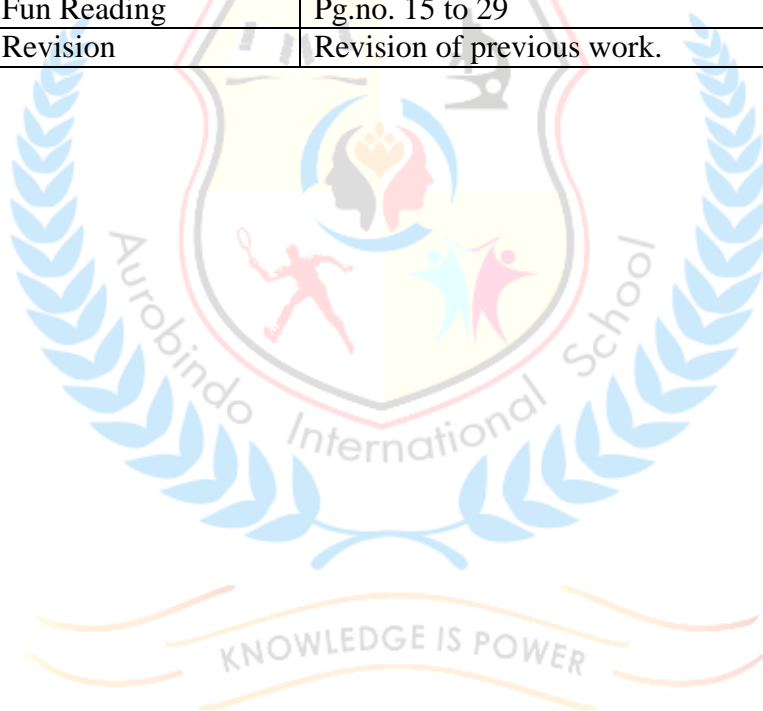 Fun Reading Pg.no. 15 to 29
Revision Revision of previous work.
Aurobindo International School
KNOWLEDGE IS POWER